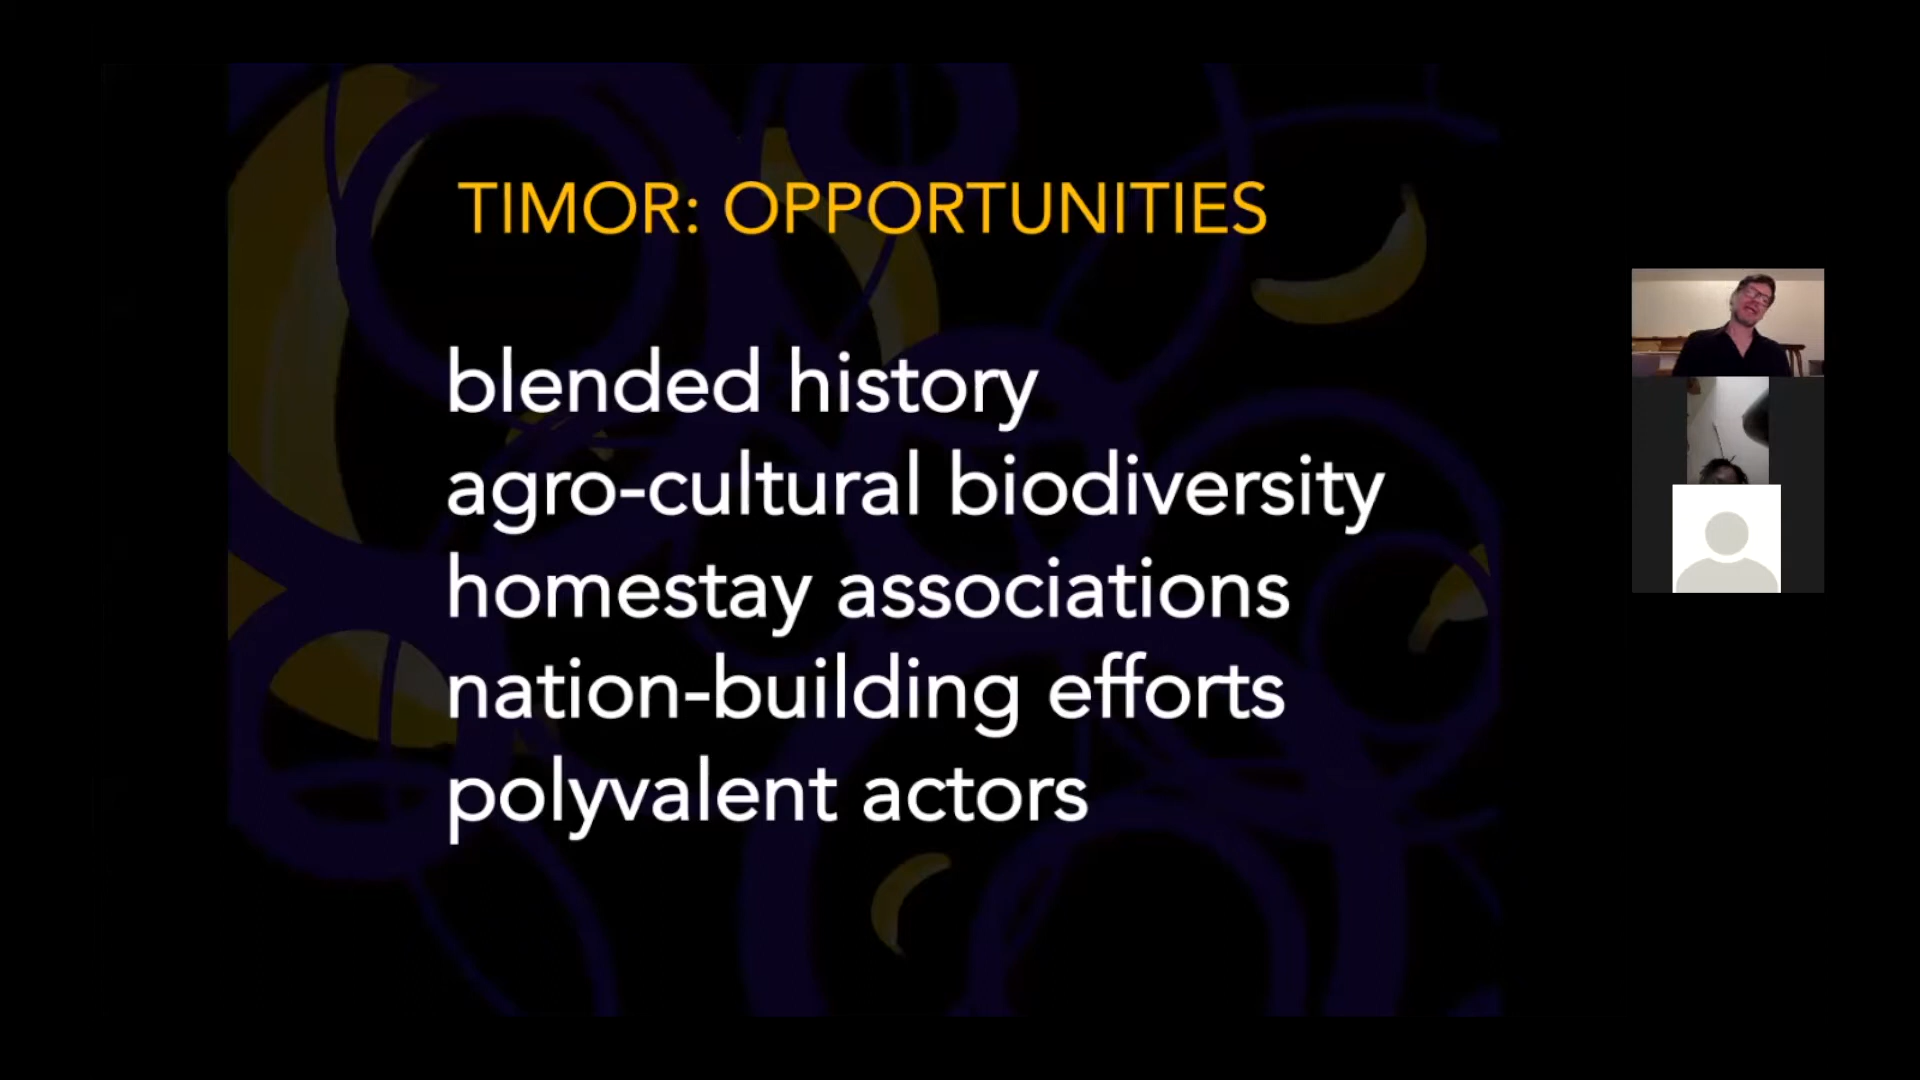 TIMOR: OPPORTUNITIES
blended history
agro-cultural biodiversity
homestay associations
nation-building efforts
polyvalent actors